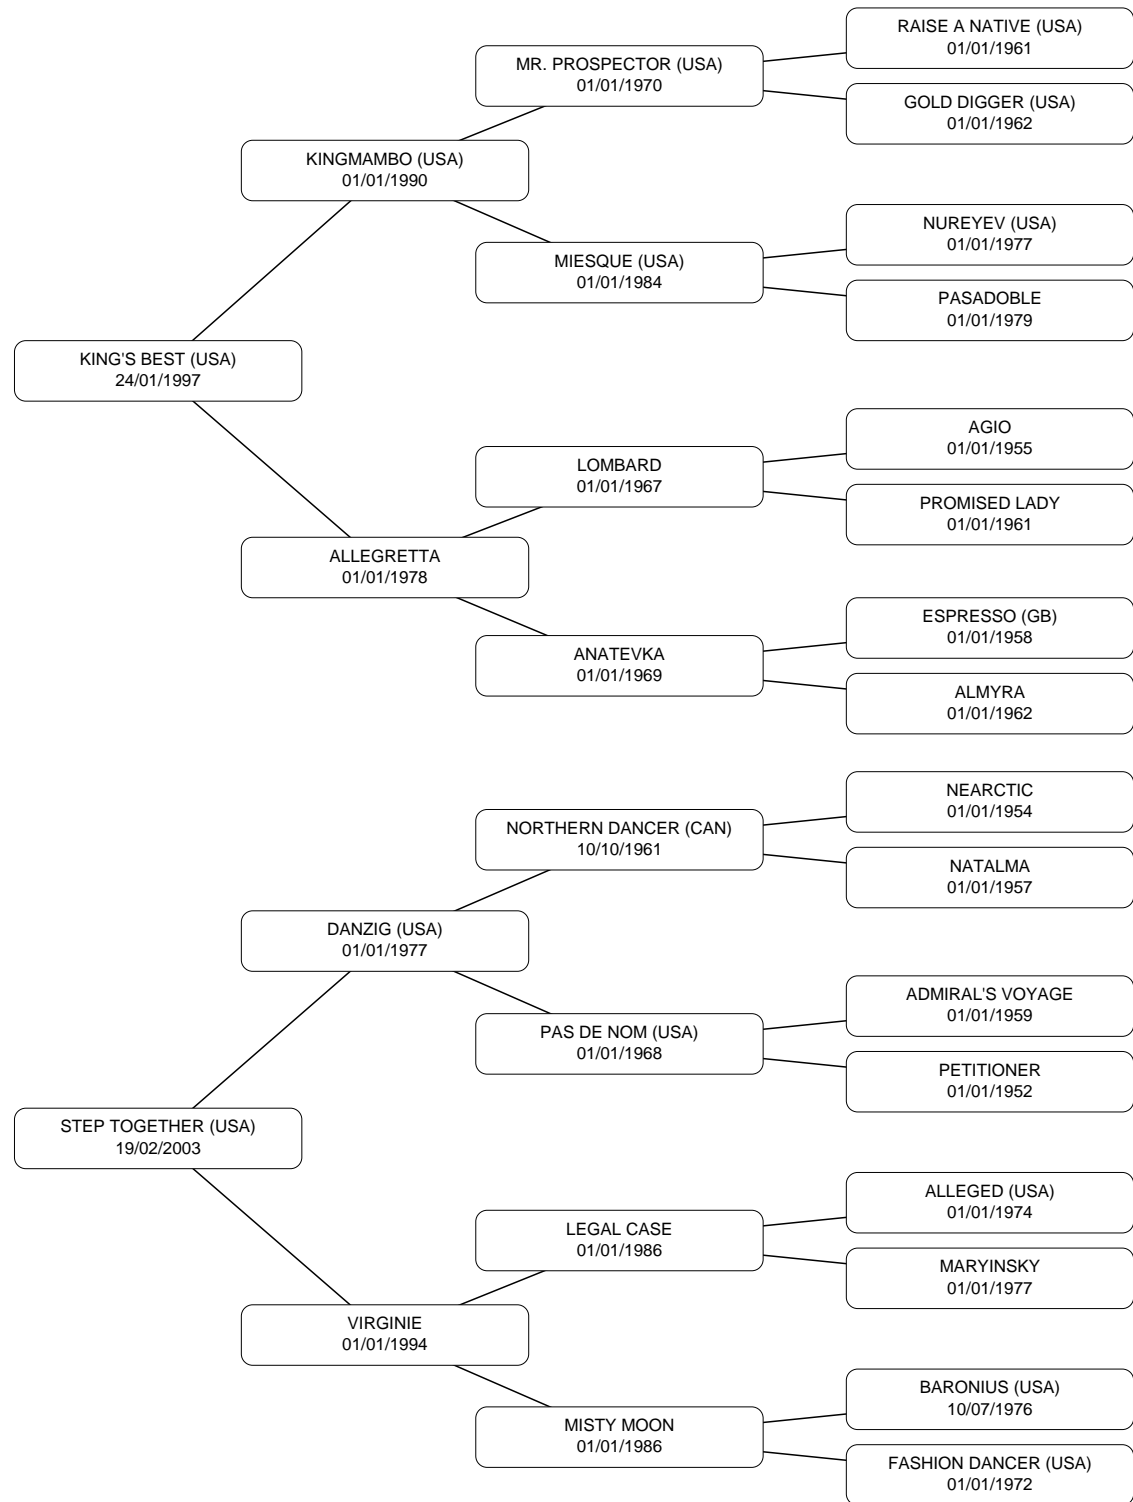 RAISE A NATIVE (USA)
01/01/1961
MR. PROSPECTOR (USA)
01/01/1970
GOLD DIGGER (USA)
01/01/1962
KINGMAMBO (USA)
01/01/1990
NUREYEV (USA)
01/01/1977
MIESQUE (USA)
01/01/1984
PASADOBLE
01/01/1979
KING'S BEST (USA)
24/01/1997
AGIO
01/01/1955
LOMBARD
01/01/1967
PROMISED LADY
01/01/1961
ALLEGRETTA
01/01/1978
ESPRESSO (GB)
01/01/1958
ANATEVKA
01/01/1969
ALMYRA
01/01/1962
NEARCTIC
01/01/1954
NORTHERN DANCER (CAN)
10/10/1961
NATALMA
01/01/1957
DANZIG (USA)
01/01/1977
ADMIRAL'S VOYAGE
01/01/1959
PAS DE NOM (USA)
01/01/1968
PETITIONER
01/01/1952
STEP TOGETHER (USA)
19/02/2003
ALLEGED (USA)
01/01/1974
LEGAL CASE
01/01/1986
MARYINSKY
01/01/1977
VIRGINIE
01/01/1994
BARONIUS (USA)
10/07/1976
MISTY MOON
01/01/1986
FASHION DANCER (USA)
01/01/1972